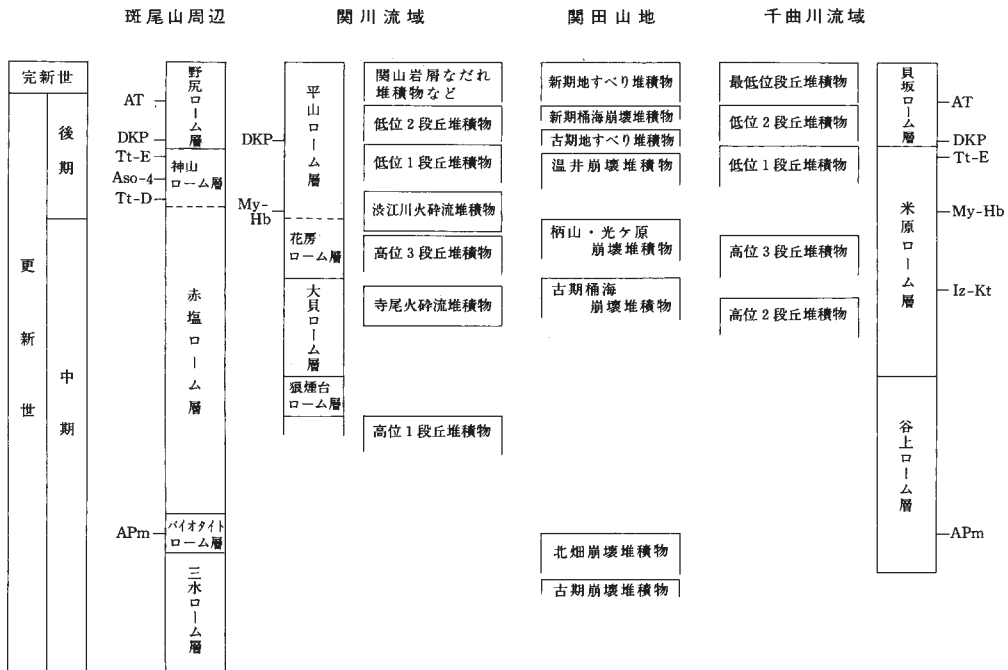 斑尾山周辺
関川流域
関田山地
千曲川流域
完新世
更新世
後期
中期
AT
DKP
Tt-E
Aso-4
Tt-D
APm
野尻ローム層
神山
ローム層
赤塩ローム層
バイオタイト
ローム層
三水ローム層
DKP
My-
Hb
平山ローム層
花房
ローム層
大貝ローム層
狼煙台
ローム層
関山岩屑なだれ
堆積物など
低位2段丘堆積物
低位1段丘堆積物
渋江川火砕流堆積物
高位3段丘堆積物
寺尾火砕流堆積物
高位1段丘堆積物
新期地すべり堆積物
新期桶海崩壊堆積物
古期地すべり堆積物
温井崩壊堆積物
柄山・光ケ原
崩壊堆積物
古期桶海
崩壊堆積物
北畑崩壊堆積物
古期崩壊堆積物
最低位段丘堆積物
低位2段丘堆積物
低位1段丘堆積物
高位3段丘堆積物
高位2段丘堆積物
貝坂ローム層
米原ローム層
谷上ローム層
AT
DKP
Tt-E
My-Hb
Iz-Kt
APm